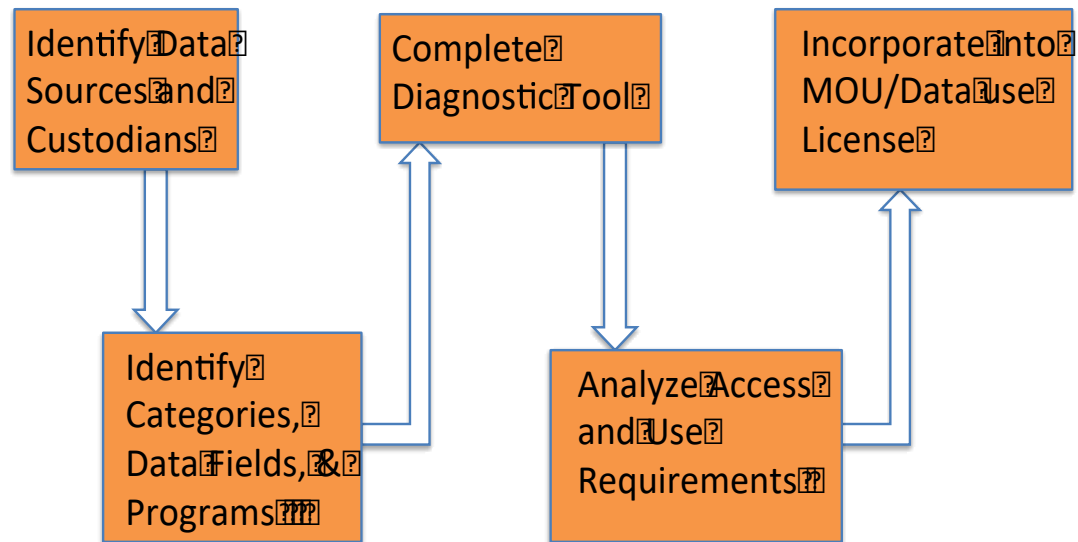 Identify Data
Sources and
Custodians
Identify
Categories,
Data Fields, &
Programs
Complete
Diagnostic Tool
Analyze Access
and Use
Requirements
Incorporate into
MOU/Data use
License